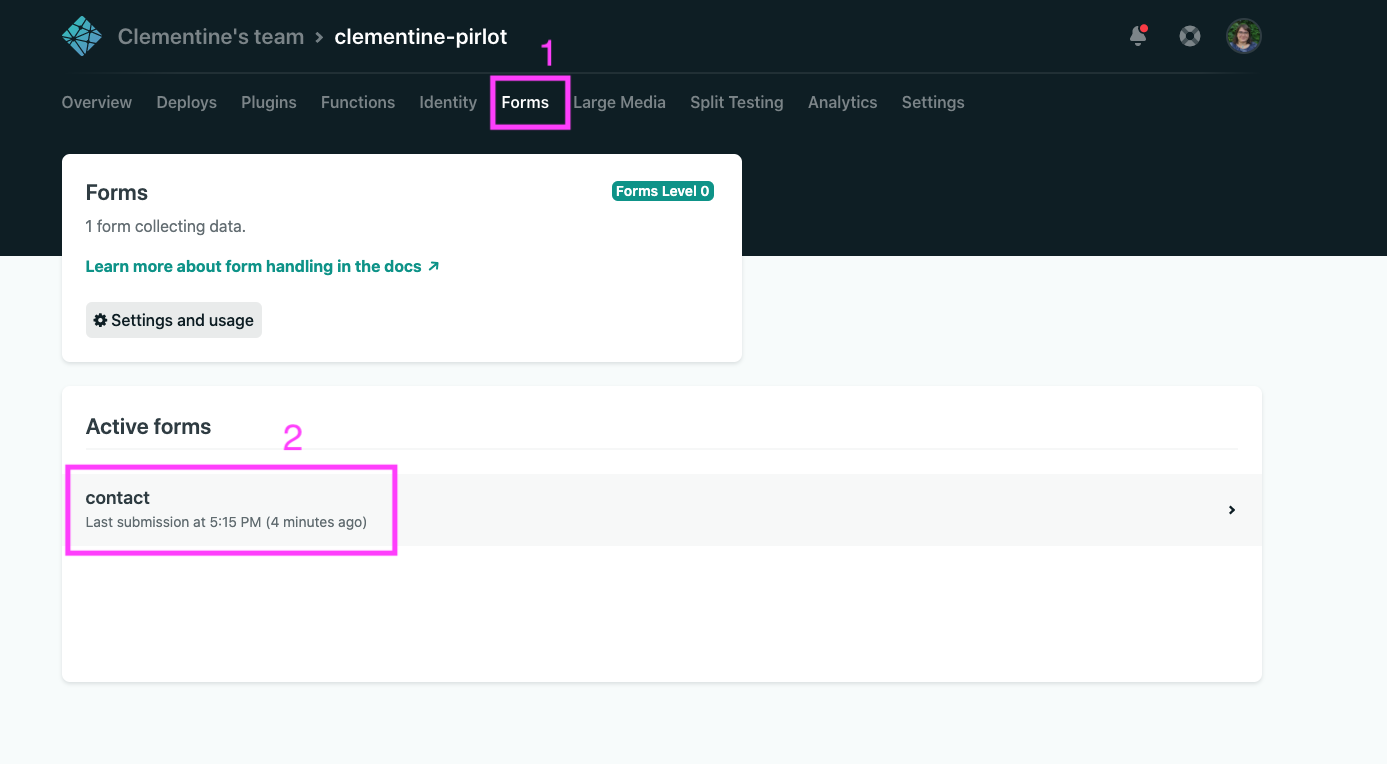 Clementine's team > clementine-pirlot
1
Overview Deploys Plugins Functions Identity Forms Large Media Split Testing Analytics Settings
Forms
Forms Level 0
1 form collecting data.
Learn more about form handling in the docs ↗
Settings and usage
Active forms
2
contact
Last submission at 5:15 PM (4 minutes ago)